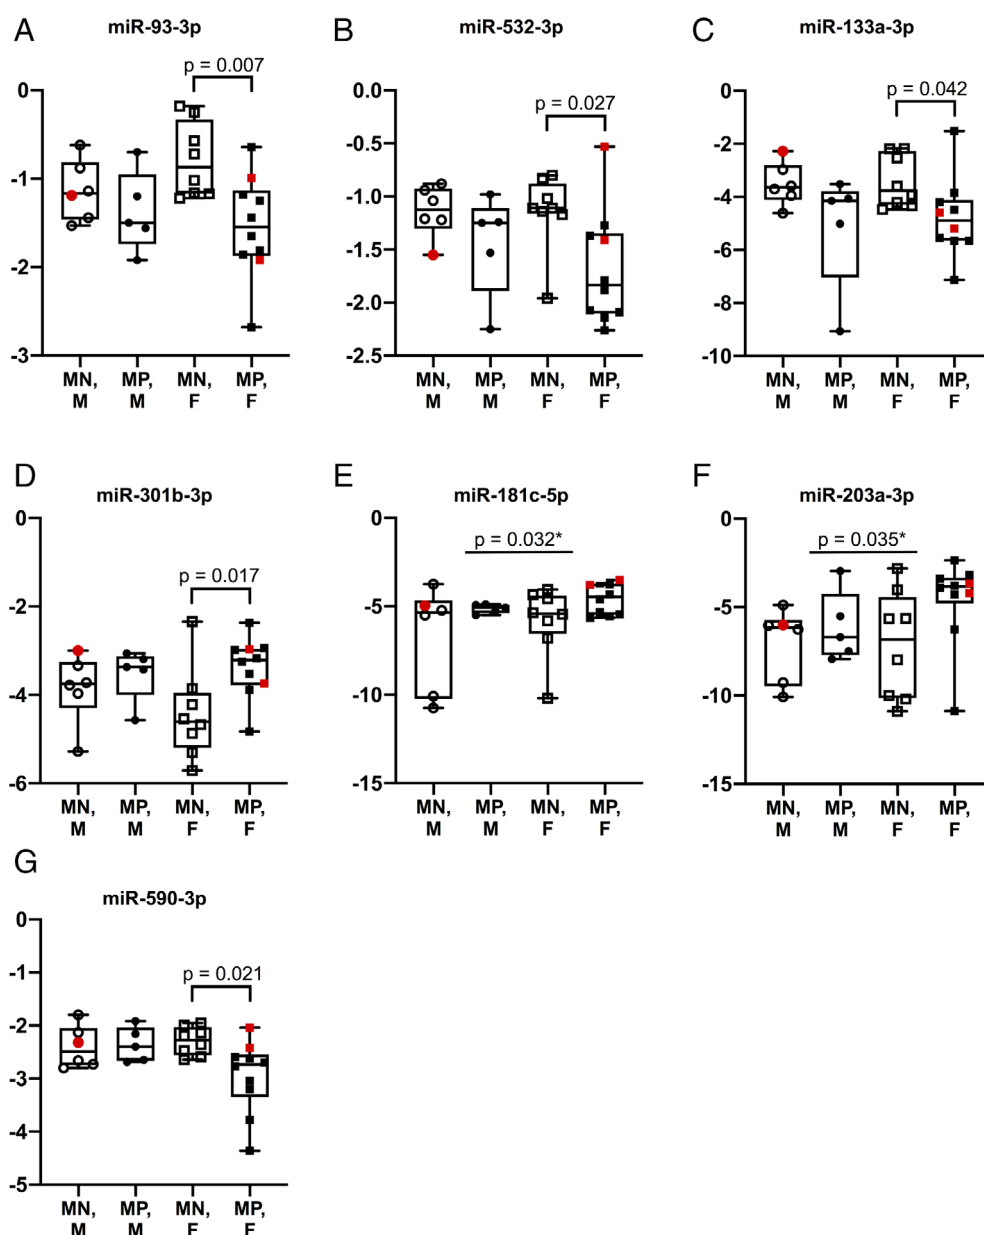 A
miR-93-3p
p = 0.007
0
-1
-2
-3
MN, MP, MN, MP,
M M F F
B
miR-532-3p
p = 0.027
0.0
-0.5
-1.0
-1.5
-2.0
-2.5
MN, MP, MN, MP,
M M F F
C
miR-133a-3p
p = 0.042
0
-2
-4
-6
-8
-10
MN, MP, MN, MP,
M M F F
D
miR-301b-3p
p = 0.017
0
-2
-4
-6
MN, MP, MN, MP,
M M F F
E
miR-181c-5p
p = 0.032*
0
-5
-10
-15
MN, MP, MN, MP,
M M F F
F
miR-203a-3p
p = 0.035*
0
-5
-10
-15
MN, MP, MN, MP,
M M F F
G
miR-590-3p
p = 0.021
0
-1
-2
-3
-4
-5
MN, MP, MN, MP,
M M F F